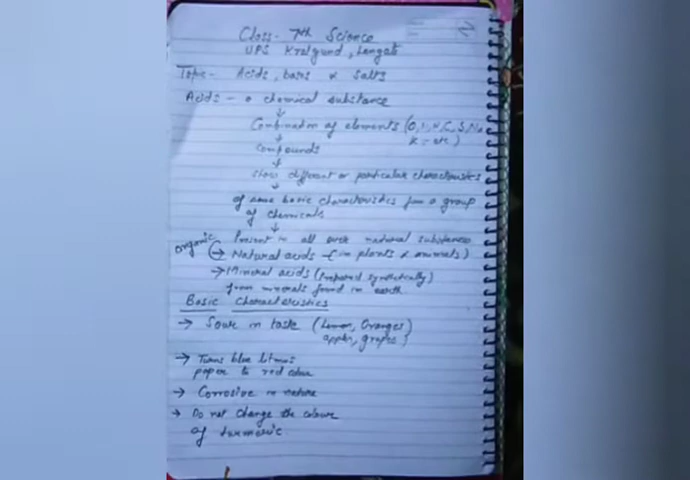 Class- 7th Science
UPS Kralgund, Langate
Topic- Acids, bases & Salts
Acids - a chemical substance
↓
Combination of elements (O, N, H, C, S, Na
K = etc)
↓
compounds
↓
show different or particular characteristics
↓
of some basic characteristics form a group
of chemicals
↓
Present in all over natural substances
organic → Natural acids - (in plants & animals)
→ Mineral acids (Prepared synthetically)
from minerals found in earth
Basic Characteristics
→ Sour in taste (Lemon, Oranges)
apples, grapes)
→ Turns blue litmus
paper to red colour
→ Corrosive in nature
→ Do not change the colour
of turmeric